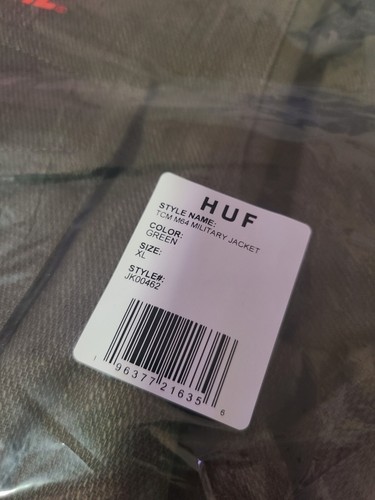 HUF
STYLE NAME:
TCM M64 MILITARY JACKET
COLOR:
GREEN
SIZE:
XL
STYLE#:
JK00462
1 96377 21635 6